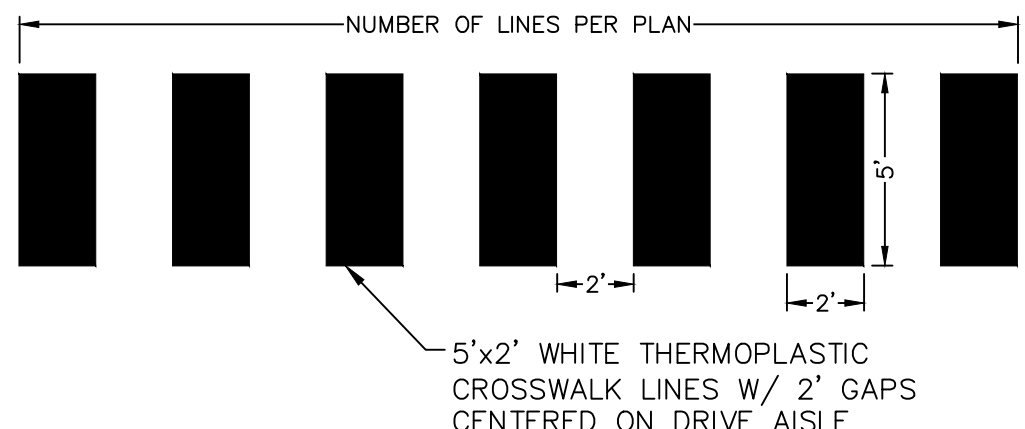 NUMBER OF LINES PER PLAN
5'
2'
2'
5'x2' WHITE THERMOPLASTIC
CROSSWALK LINES W/ 2' GAPS
CENTERED ON DRIVE AISLE